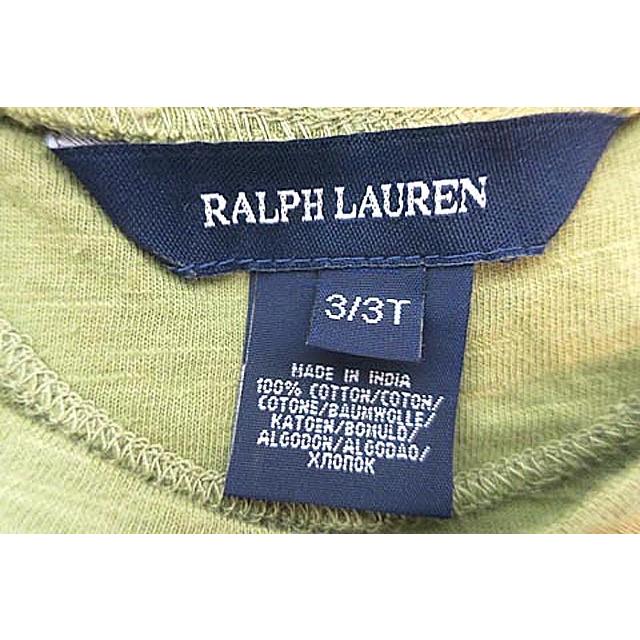 RALPH LAUREN
3/3T
MADE IN INDIA
100% COTTON/COTON/
COTONE/BAUMWOLLE/
KATOEN/BOMULD/
ALGODON/ALGODAO/
ХЛОПОК